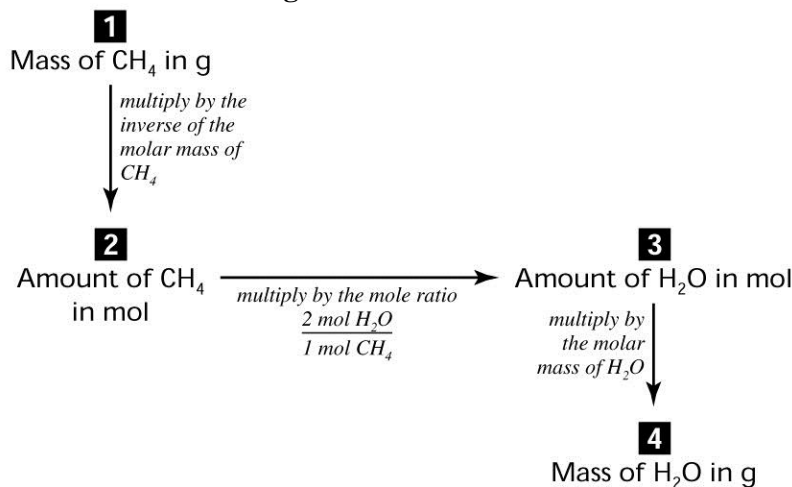 1
Mass of CH₄ in g
multiply by the
inverse of the
molar mass of
CH₄
2
Amount of CH₄
in mol
multiply by the mole ratio
2 mol H₂O
1 mol CH₄
3
Amount of H₂O in mol
multiply by
the molar
mass of H₂O
4
Mass of H₂O in g